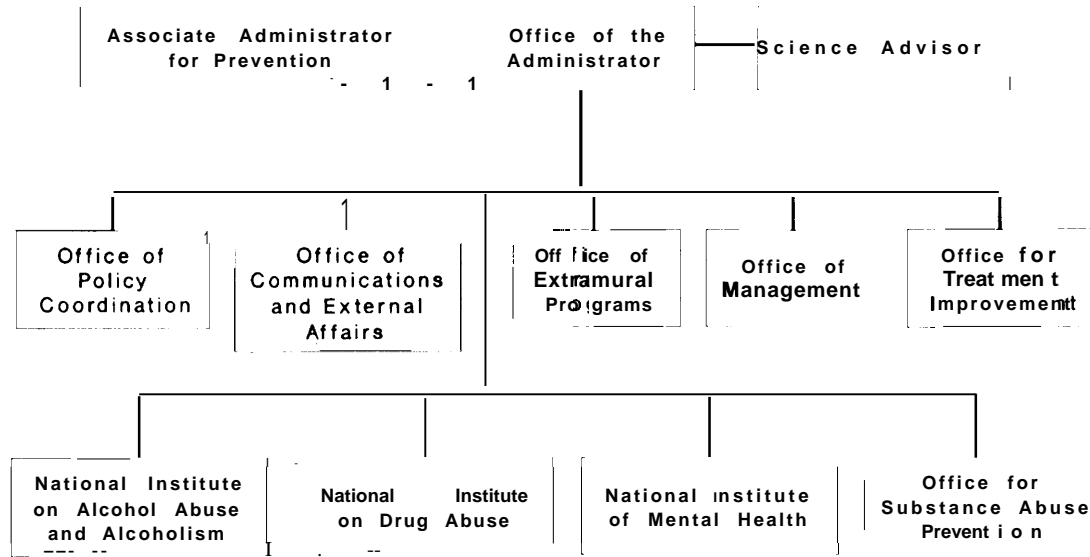 Associate Administrator
for Prevention
Office of the
Administrator
Science Advisor
Office of
Policy
Coordination
Office of
Communications
and External
Affairs
Office of
Extramural
Programs
Office of
Management
Office for
Treatment
Improvement
National Institute
on Alcohol Abuse
and Alcoholism
National Institute
on Drug Abuse
National Institute
of Mental Health
Office for
Substance Abuse
Prevention